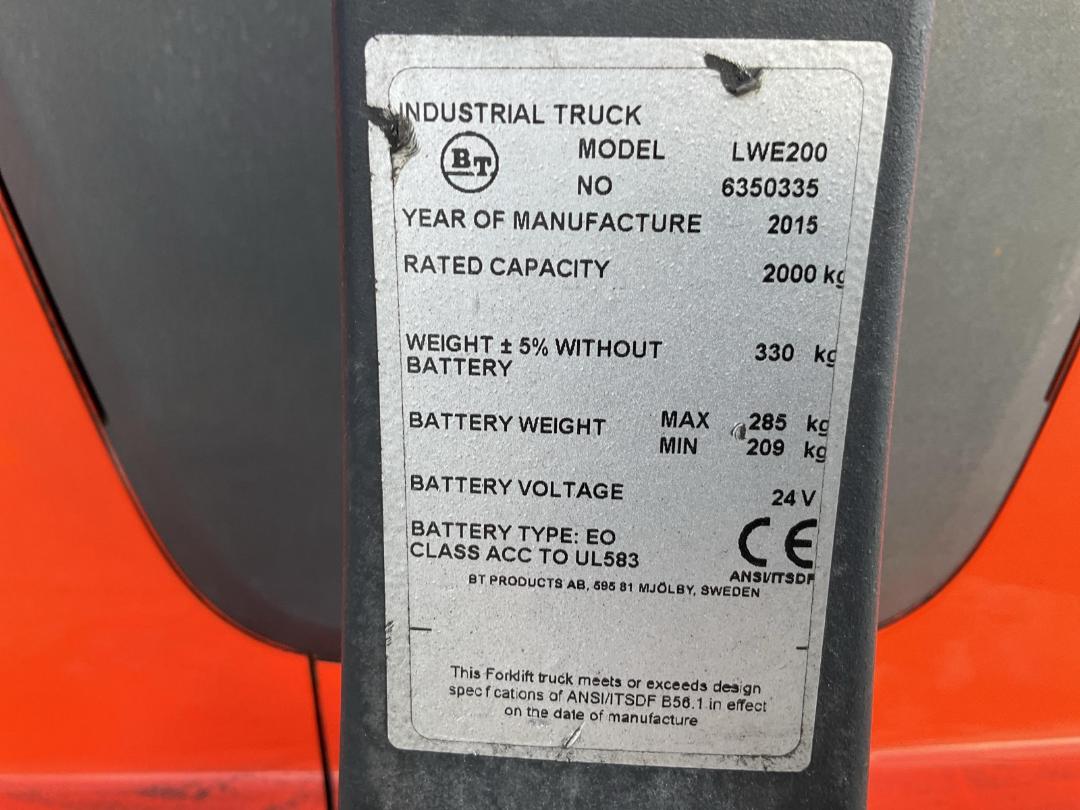 INDUSTRIAL TRUCK
BT MODEL LWE200
NO 6350335
YEAR OF MANUFACTURE 2015
RATED CAPACITY 2000 kg
WEIGHT ± 5% WITHOUT 330 kg
BATTERY
BATTERY WEIGHT MAX 285 kg
MIN 209 kg
BATTERY VOLTAGE 24 V
BATTERY TYPE: EO
CLASS ACC TO UL583
CE
ANSI/ITSDF
BT PRODUCTS AB, 595 81 MJÖLBY, SWEDEN
This Forklift truck meets or exceeds design
specifications of ANSI/ITSDF B56.1 in effect
on the date of manufacture